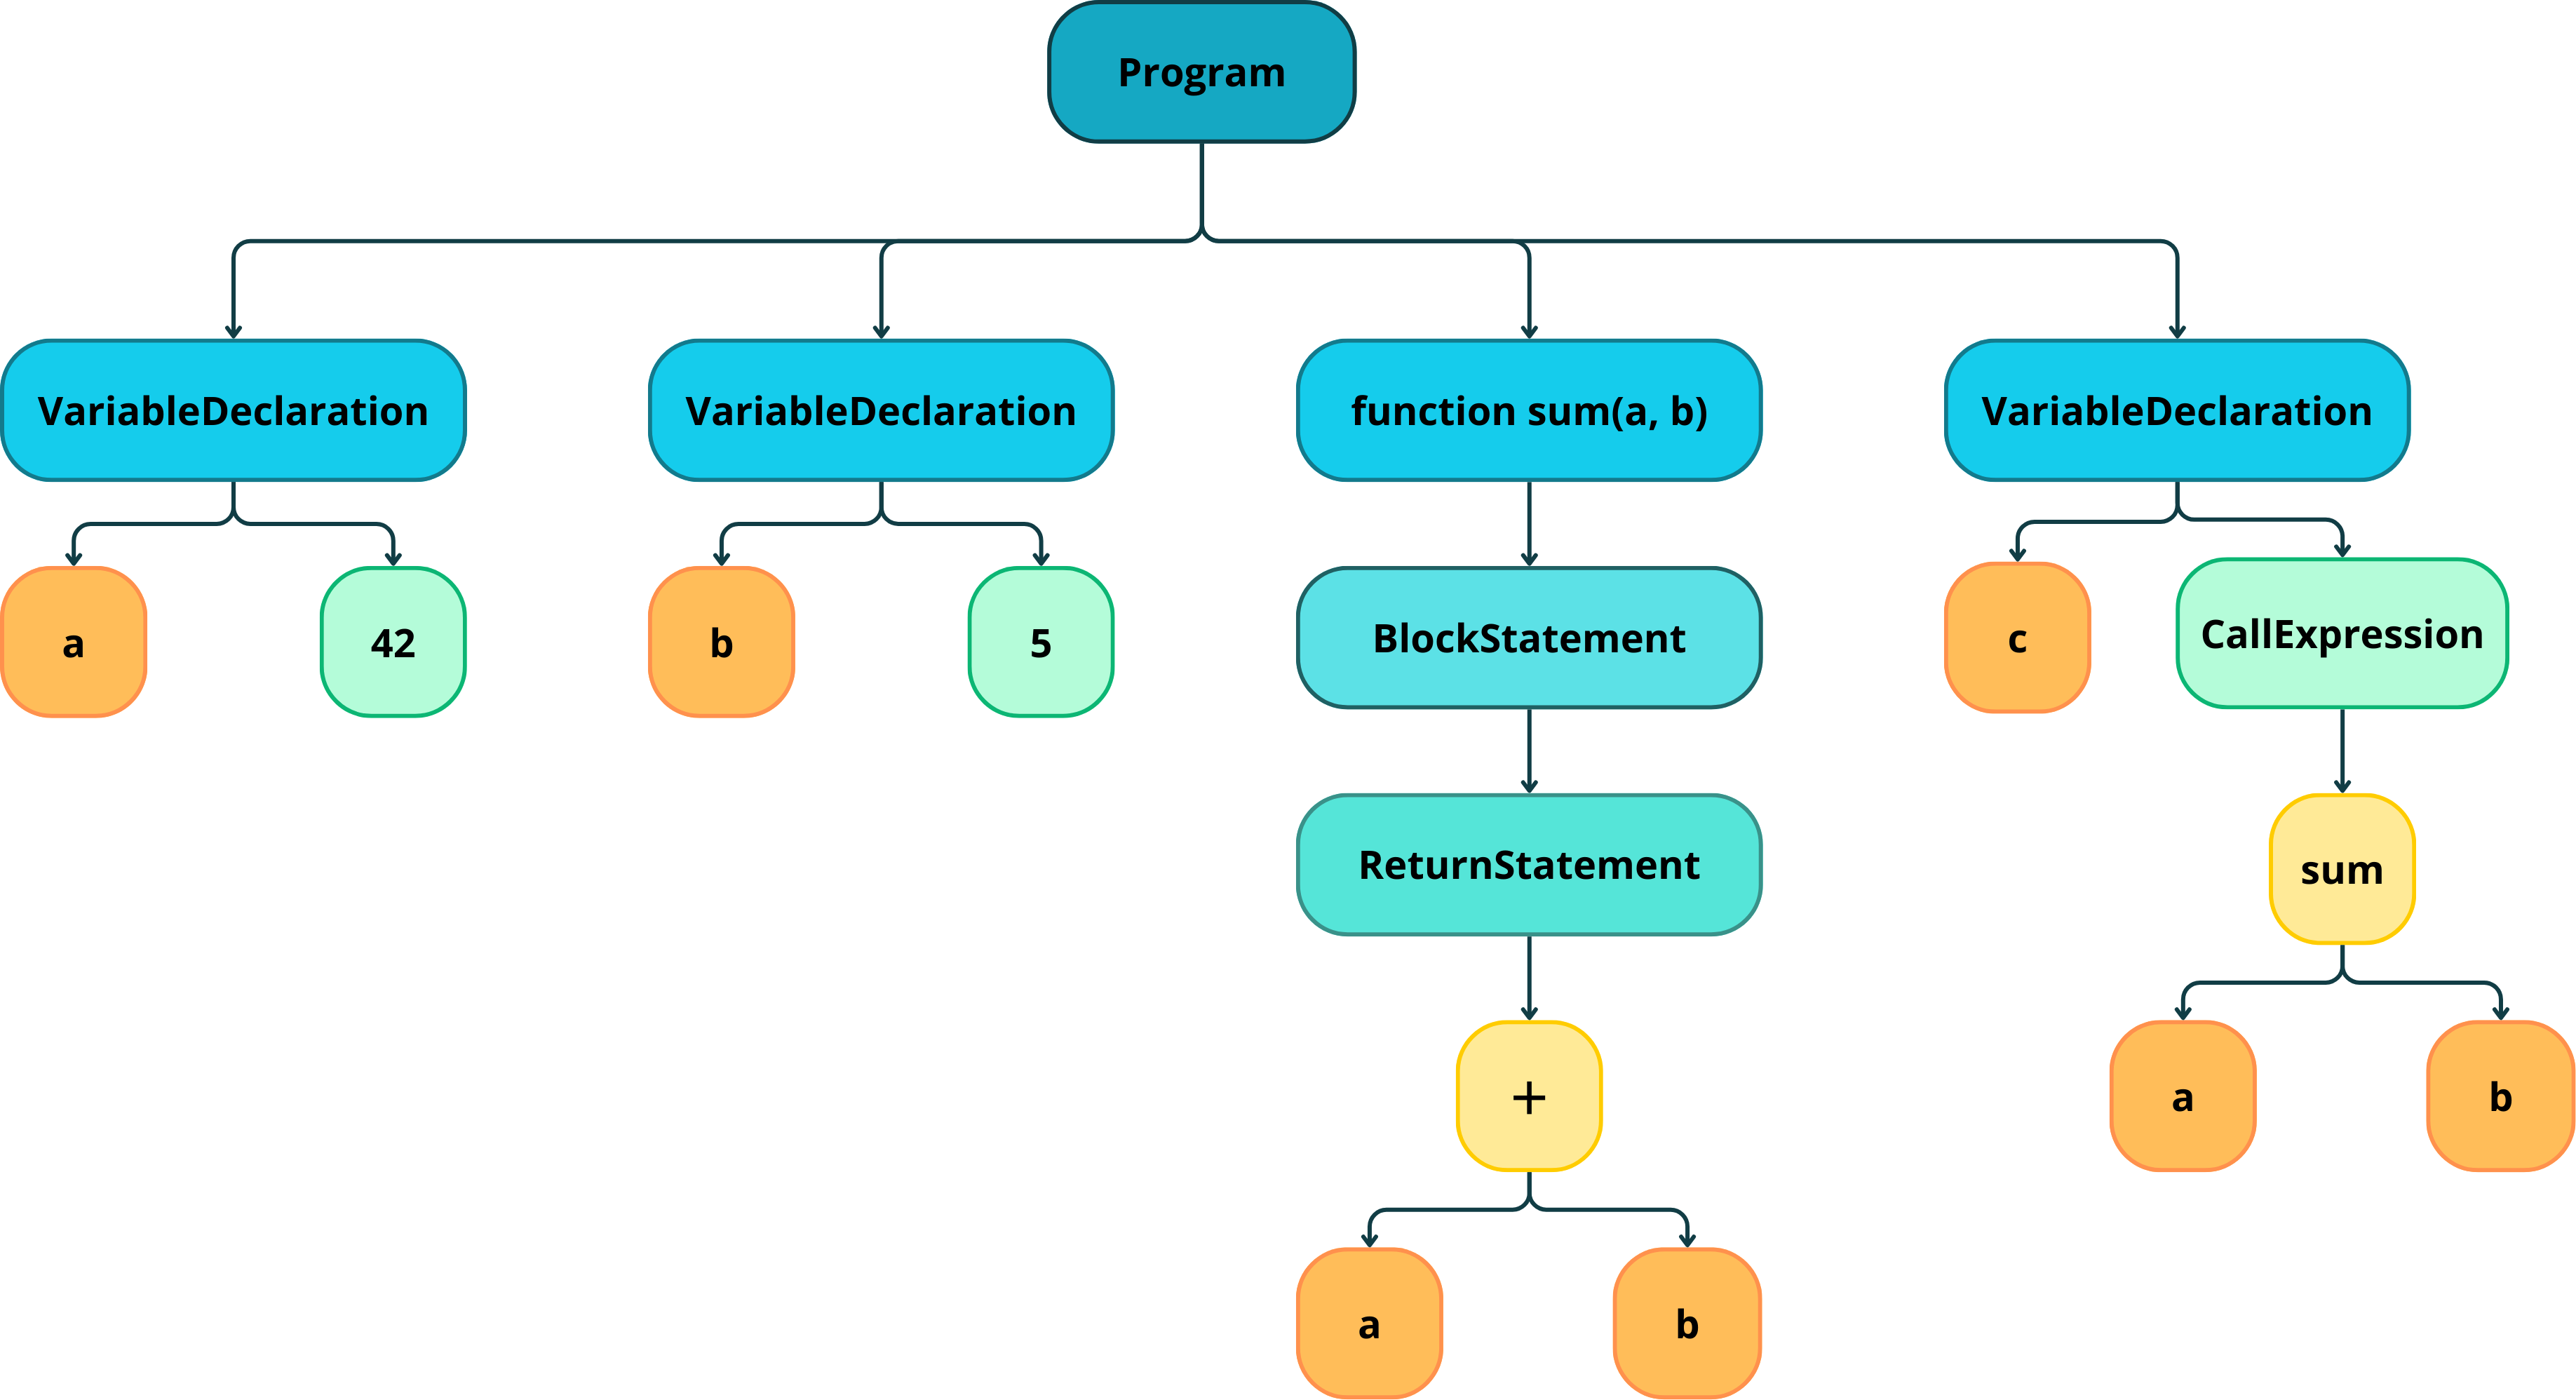 Program
VariableDeclaration
VariableDeclaration
function sum(a, b)
VariableDeclaration
a
42
b
5
BlockStatement
c
CallExpression
ReturnStatement
sum
+
a
b
a
b